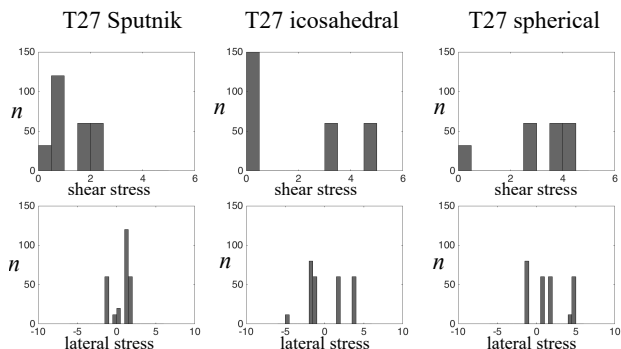 T27 Sputnik T27 icosahedral T27 spherical
150 150 150
100 100 100
n n n
50 50 50
0 0 0
0 2 4 6 0 2 4 6 0 2 4 6
shear stress shear stress shear stress
150 150 150
100 100 100
n n n
50 50 50
0 0 0
-10 -5 0 5 10 -10 -5 0 5 10 -10 -5 0 5 10
lateral stress lateral stress lateral stress